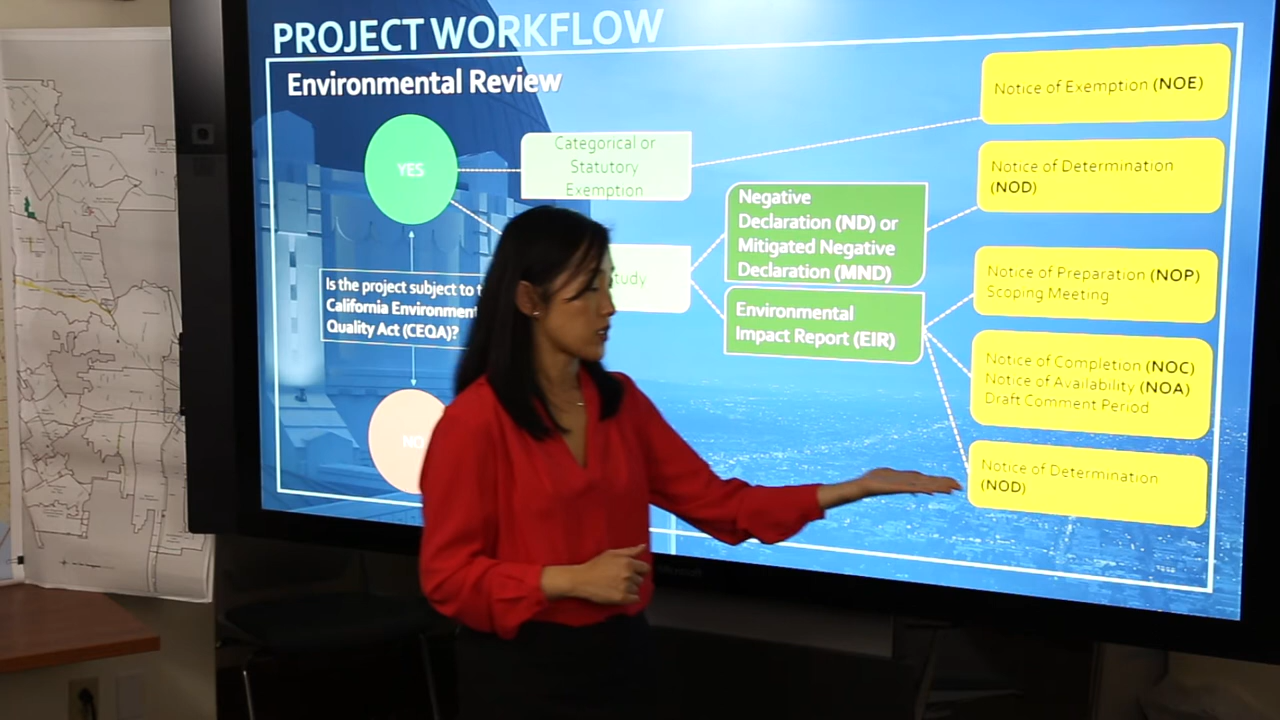 PROJECT WORKFLOW
Environmental Review
YES
Categorical or
Statutory
Exemption
Is the project subject to
California
Quality Act (CEQA)?
NO
Negative
Declaration (ND) or
Mitigated Negative
Declaration (MND)
Environmental
Impact Report (EIR)
Notice of Exemption (NOE)
Notice of Determination
(NOD)
Notice of Preparation (NOP)
Scoping Meeting
Notice of Completion (NOC)
Notice of Availability (NOA)
Draft Comment Period
Notice of Determination
(NOD)
Microsoft